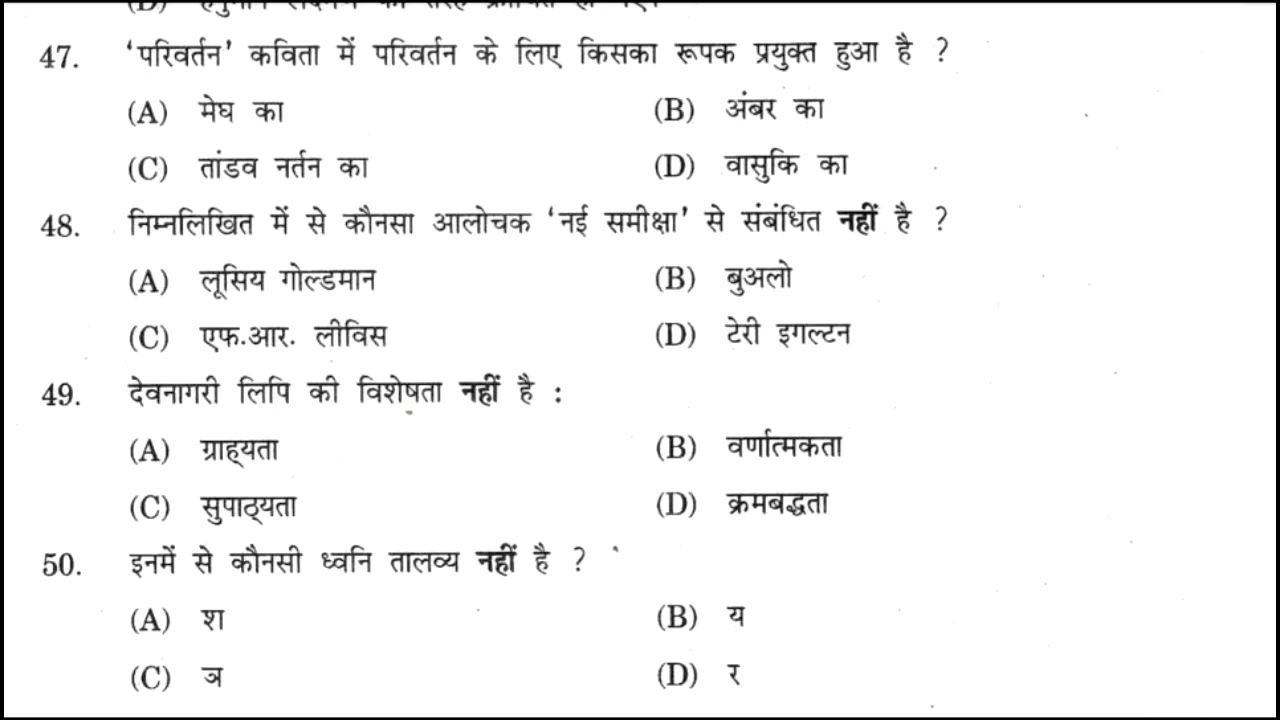 47. 'परिवर्तन' कविता में परिवर्तन के लिए किसका रूपक प्रयुक्त हुआ है ?
(A) मेघ का (B) अंबर का
(C) तांडव नर्तन का (D) वासुकि का
48. निम्नलिखित में से कौनसा आलोचक 'नई समीक्षा' से संबंधित नहीं है ?
(A) लूसिय गोल्डमान (B) बुअलो
(C) एफ.आर. लीविस (D) टेरी इगल्टन
49. देवनागरी लिपि की विशेषता नहीं है :
(A) ग्राह्यता (B) वर्णात्मकता
(C) सुपाठ्यता (D) क्रमबद्धता
50. इनमें से कौनसी ध्वनि तालव्य नहीं है ?
(A) श (B) य
(C) ञ (D) र